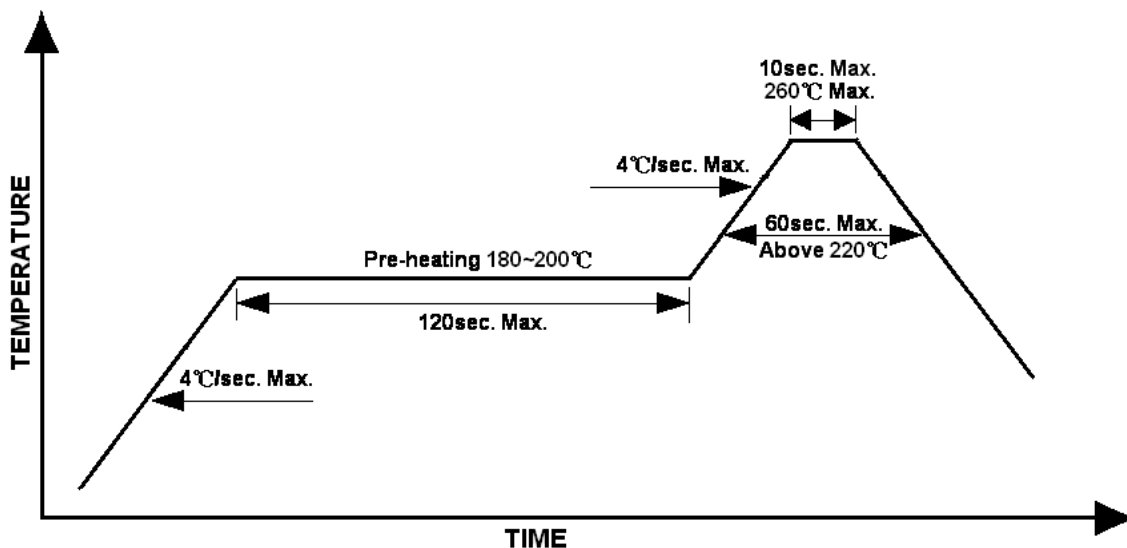 10sec. Max.
260℃ Max.
4℃/sec. Max.
60sec. Max.
Above 220℃
Pre-heating 180~200℃
120sec. Max.
4℃/sec. Max.
TEMPERATURE
TIME